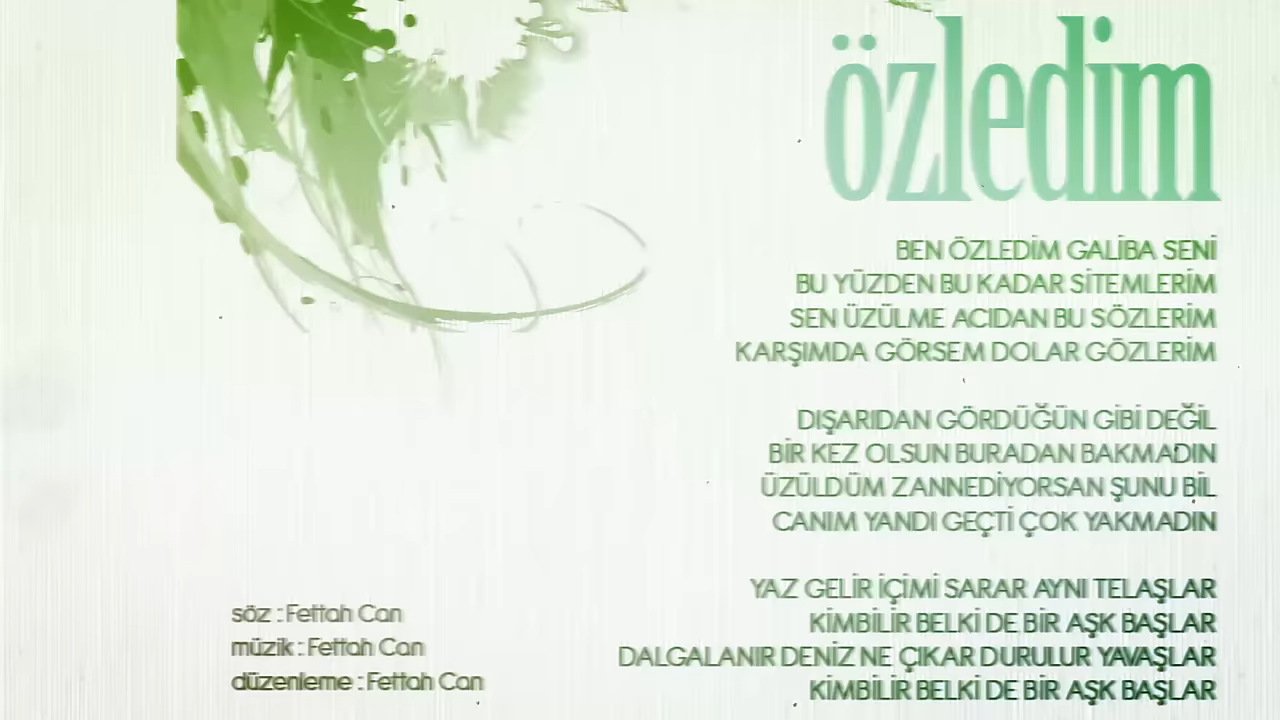 özledim
BEN ÖZLEDİM GALİBA SENİ
BU YÜZDEN BU KADAR SİTEMLERİM
SEN ÜZÜLME ACIDAN BU SÖZLERİM
KARŞIMDA GÖRSEM DOLAR GÖZLERİM
DIŞARIDAN GÖRDÜĞÜN GİBİ DEĞİL
BİR KEZ OLSUN BURADAN BAKMADIN
ÜZÜLDÜM ZANNEDİYORSAN ŞUNU BİL
CANIM YANDI GEÇTİ ÇOK YAKMADIN
YAZ GELİR İÇİMİ SARAR AYNI TELAŞLAR
KİMBİLİR BELKİ DE BİR AŞK BAŞLAR
DALGALANIR DENİZ NE ÇIKAR DURULUR YAVAŞLAR
KİMBİLİR BELKİ DE BİR AŞK BAŞLAR
söz : Fettah Can
müzik : Fettah Can
düzenleme : Fettah Can